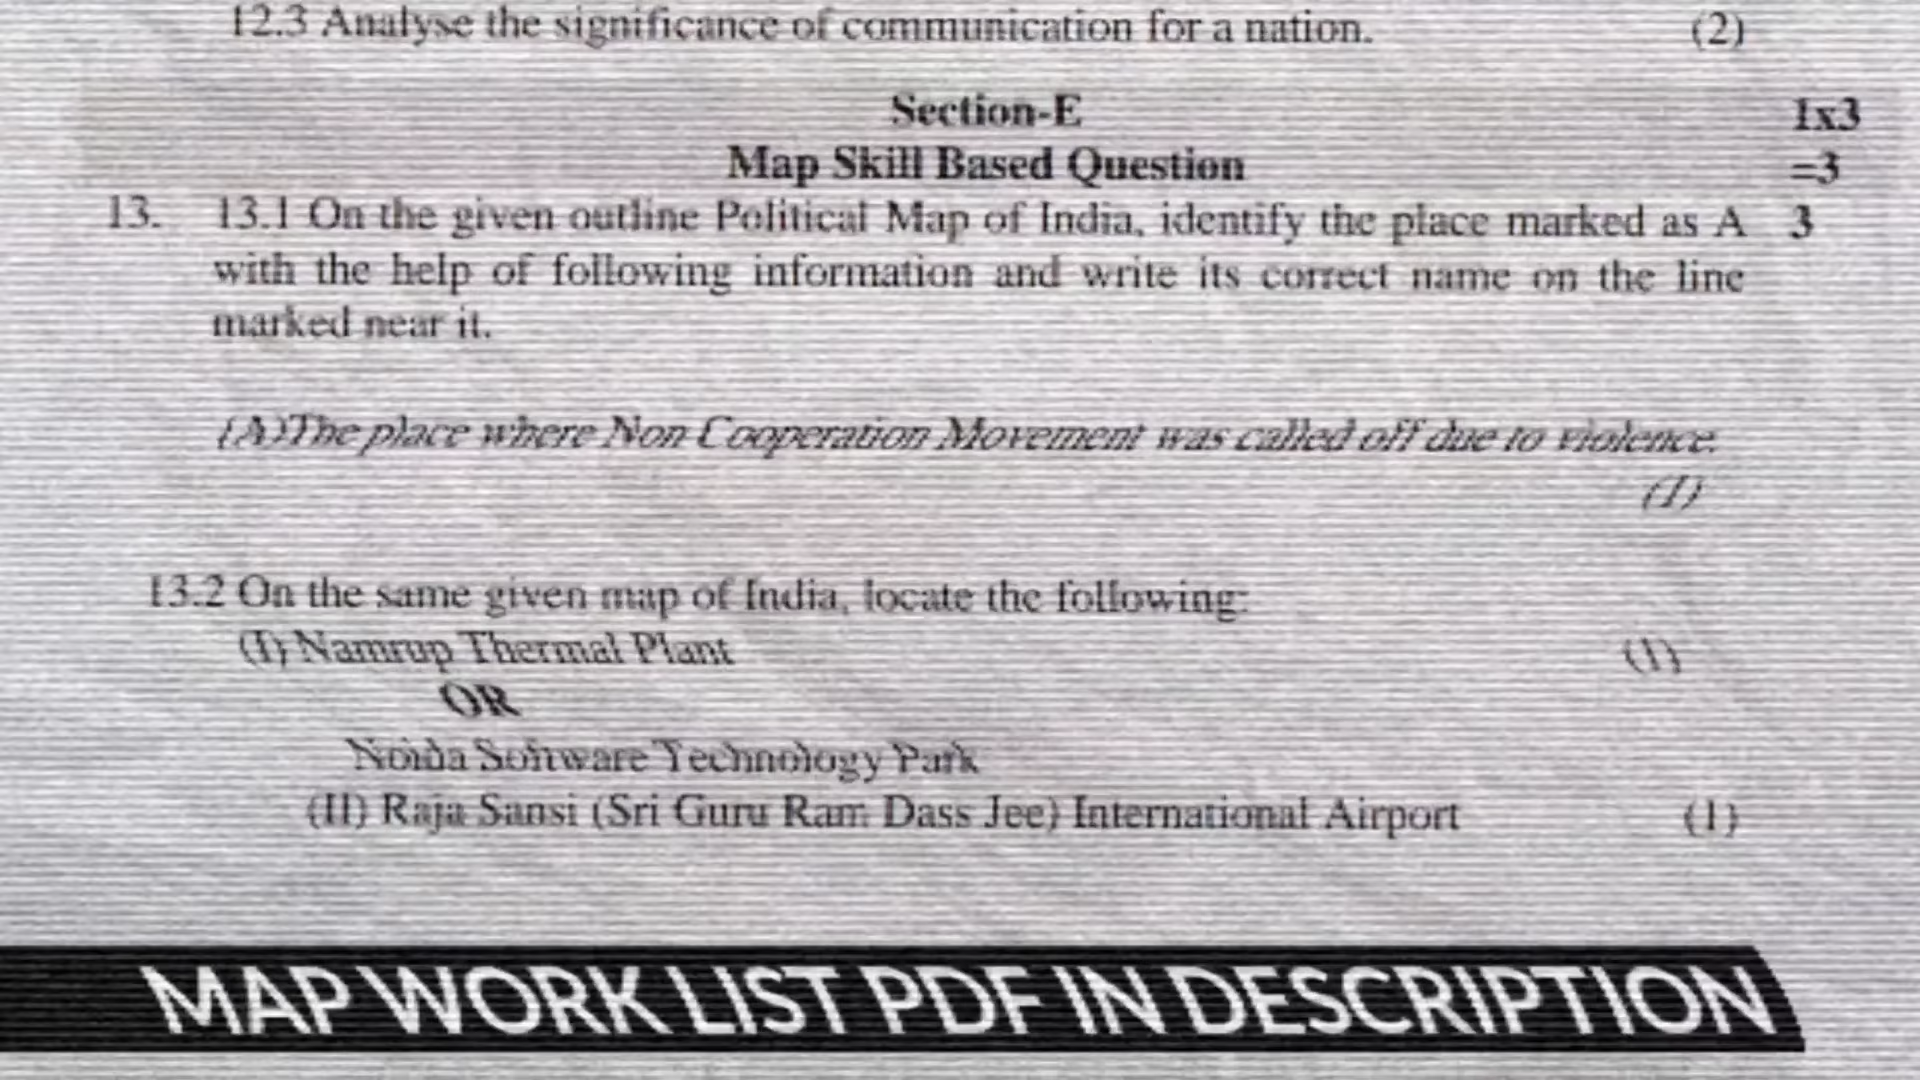 12.3 Analyse the significance of communication for a nation. (2)
Section-E 1x3
Map Skill Based Question =3
13. 13.1 On the given outline Political Map of India, identify the place marked as A 3
with the help of following information and write its correct name on the line
marked near it.
(A)The place where Non Cooperation Movement was called off due to violence.
(1)
13.2 On the same given map of India, locate the following:
(I) Namrup Thermal Plant (1)
OR
Noida Software Technology Park
(II) Raja Sansi (Sri Guru Ram Dass Jee) International Airport (1)
MAP WORK LIST PDF IN DESCRIPTION